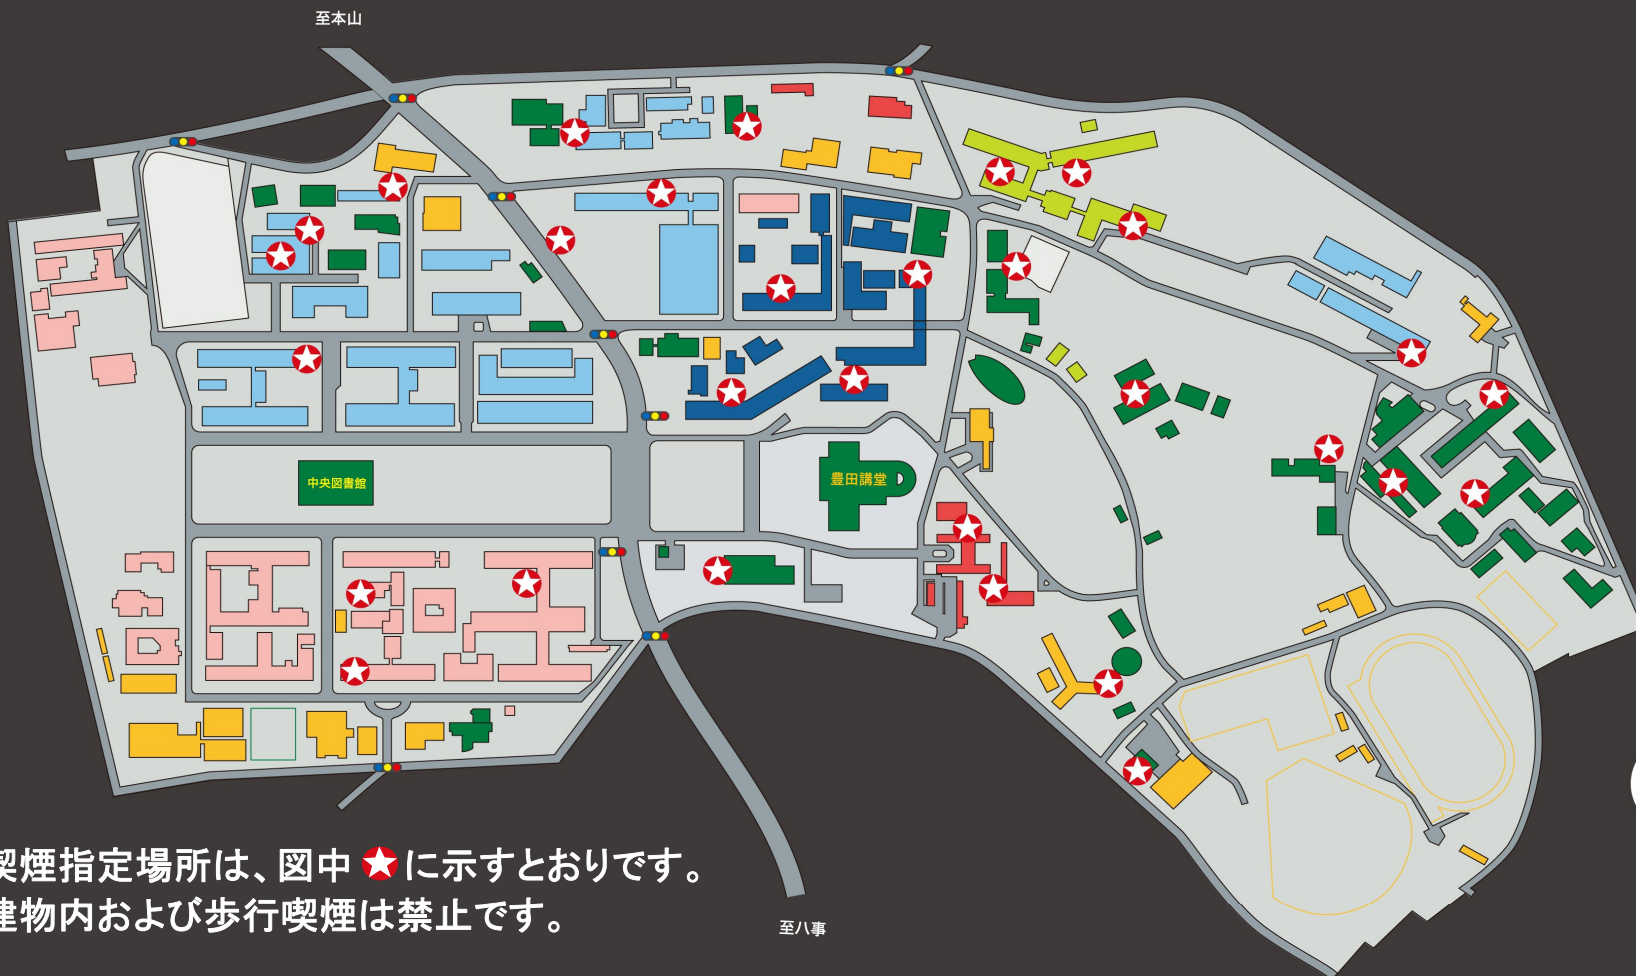 至本山
中央図書館
豊田講堂
喫煙指定場所は、図中★に示すとおりです。
建物内および歩行喫煙は禁止です。
至八事